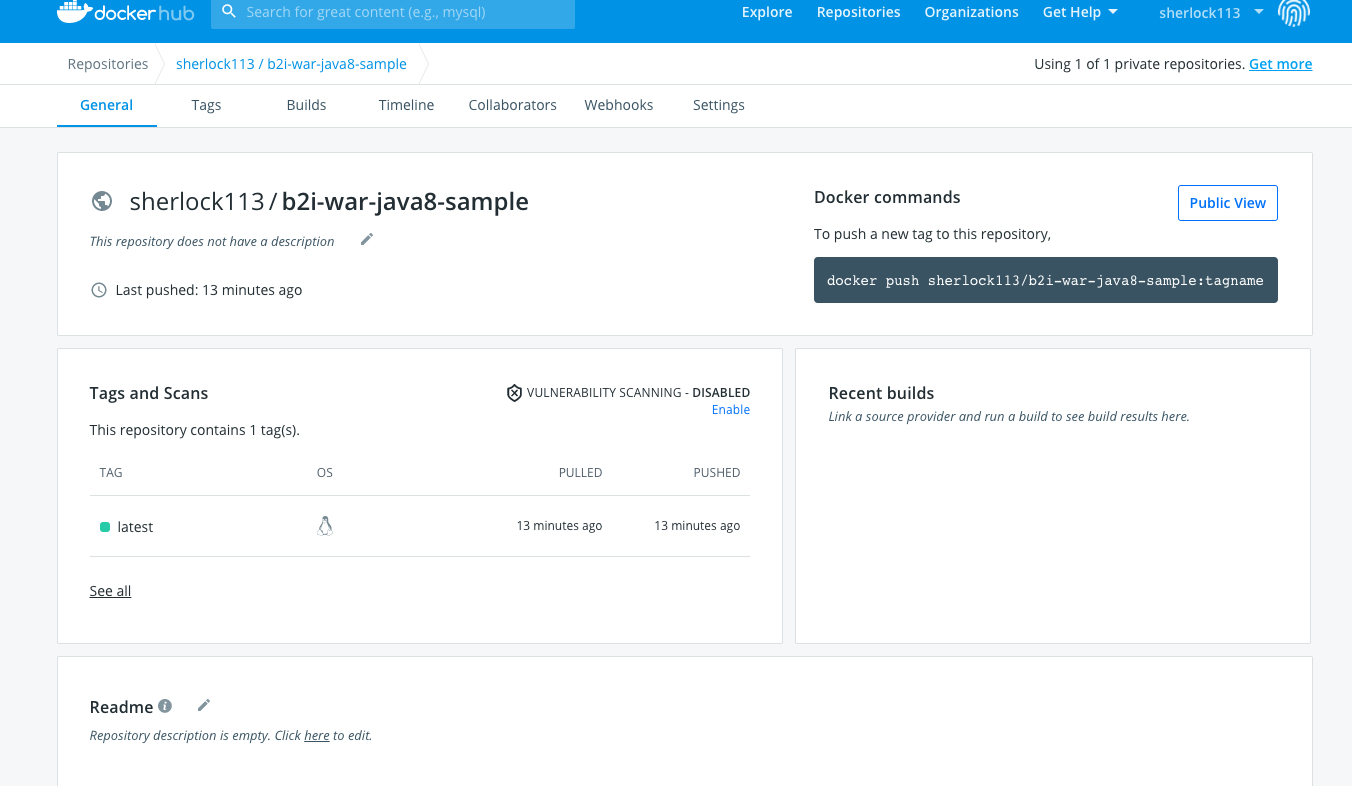 dockerhub
Search for great content (e.g., mysql)
Explore Repositories Organizations Get Help sherlock113
Repositories sherlock113 / b2i-war-java8-sample Using 1 of 1 private repositories. Get more
General Tags Builds Timeline Collaborators Webhooks Settings
sherlock113 / b2i-war-java8-sample
This repository does not have a description
Last pushed: 13 minutes ago
Docker commands
Public View
To push a new tag to this repository,
docker push sherlock113/b2i-war-java8-sample:tagname
Tags and Scans
VULNERABILITY SCANNING - DISABLED
Enable
This repository contains 1 tag(s).
TAG OS PULLED PUSHED
latest 13 minutes ago 13 minutes ago
See all
Recent builds
Link a source provider and run a build to see build results here.
Readme
Repository description is empty. Click here to edit.